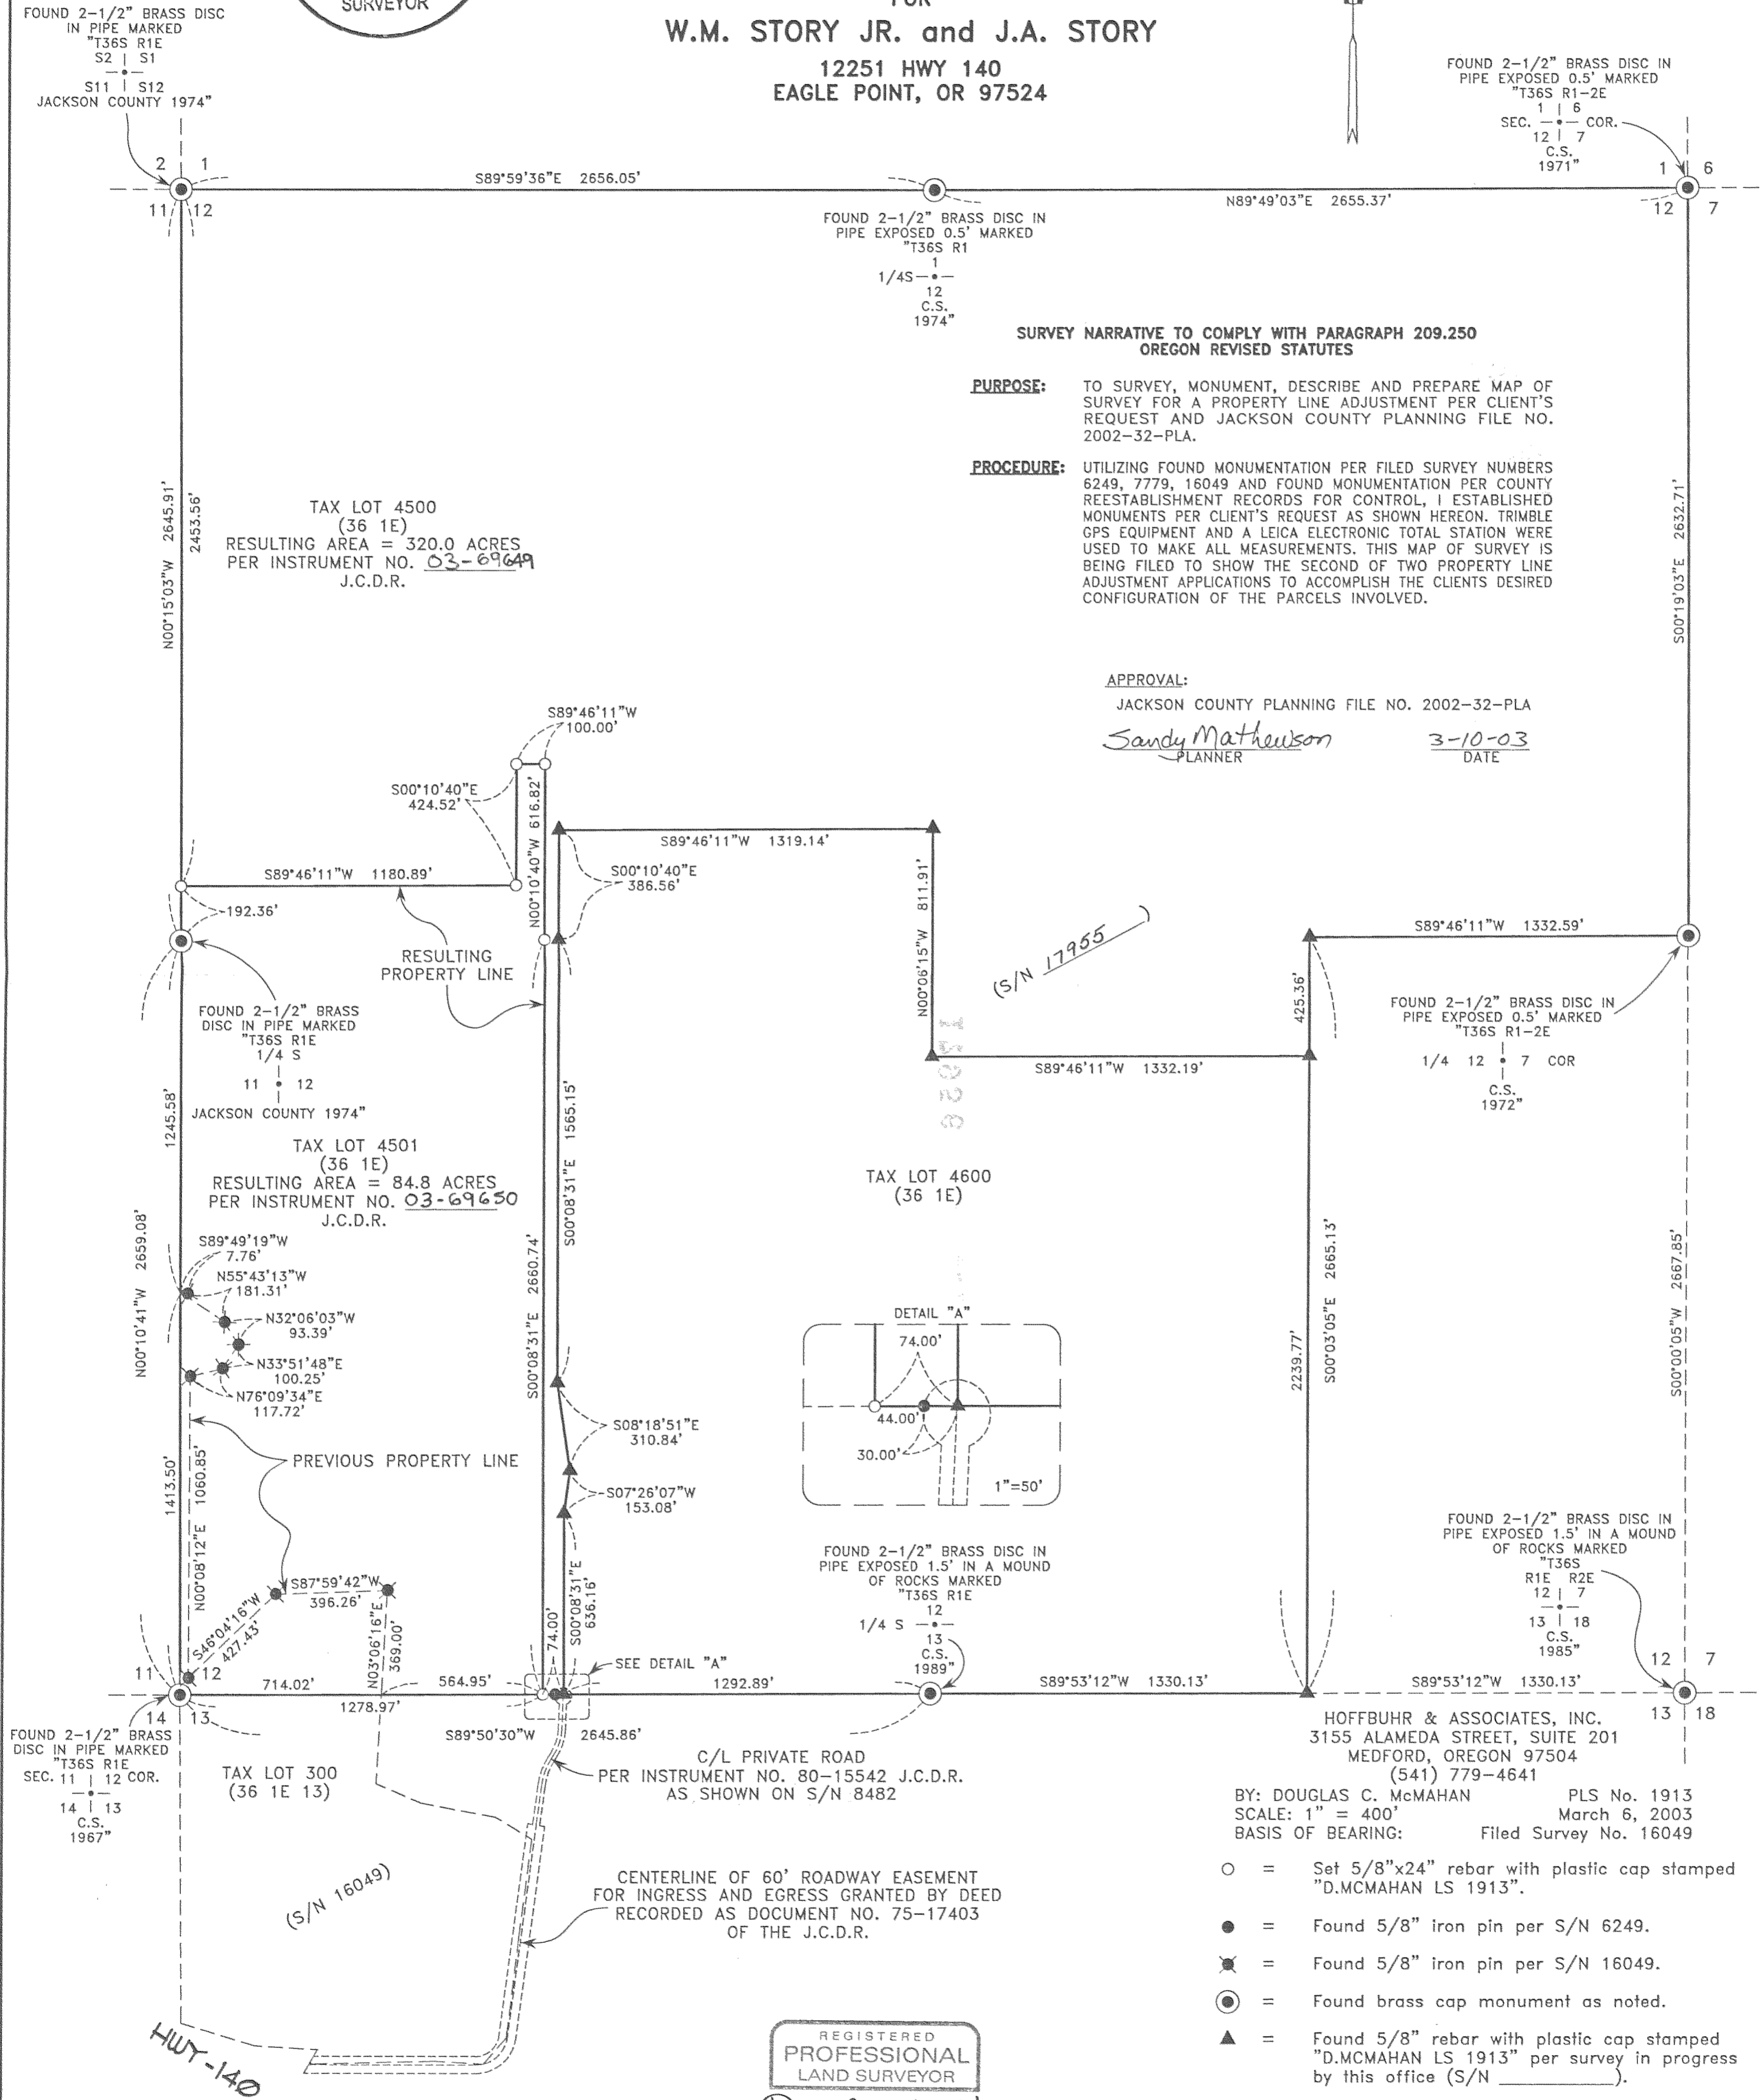 SURVEYOR
FOR
W.M. STORY JR. and J.A. STORY
12251 HWY 140
EAGLE POINT, OR 97524
FOUND 2-1/2" BRASS DISC
IN PIPE MARKED
"T36S R1E
S2 | S1
S11 | S12
JACKSON COUNTY 1974"
FOUND 2-1/2" BRASS DISC IN
PIPE EXPOSED 0.5' MARKED
"T36S R1-2E
1 | 6
SEC. COR.
12 | 7
C.S.
1971"
2 1
11 12
S89°59'36"E 2656.05'
N89°49'03"E 2655.37'
1 6
12 7
FOUND 2-1/2" BRASS DISC IN
PIPE EXPOSED 0.5' MARKED
"T36S R1
1
1/4S
12
C.S.
1974"
SURVEY NARRATIVE TO COMPLY WITH PARAGRAPH 209.250
OREGON REVISED STATUTES
PURPOSE: TO SURVEY, MONUMENT, DESCRIBE AND PREPARE MAP OF
SURVEY FOR A PROPERTY LINE ADJUSTMENT PER CLIENT'S
REQUEST AND JACKSON COUNTY PLANNING FILE NO.
2002-32-PLA.
PROCEDURE: UTILIZING FOUND MONUMENTATION PER FILED SURVEY NUMBERS
6249, 7779, 16049 AND FOUND MONUMENTATION PER COUNTY
REESTABLISHMENT RECORDS FOR CONTROL, I ESTABLISHED
MONUMENTS PER CLIENT'S REQUEST AS SHOWN HEREON. TRIMBLE
GPS EQUIPMENT AND A LEICA ELECTRONIC TOTAL STATION WERE
USED TO MAKE ALL MEASUREMENTS. THIS MAP OF SURVEY IS
BEING FILED TO SHOW THE SECOND OF TWO PROPERTY LINE
ADJUSTMENT APPLICATIONS TO ACCOMPLISH THE CLIENTS DESIRED
CONFIGURATION OF THE PARCELS INVOLVED.
N00°15'03"W 2645.91'
2453.56'
TAX LOT 4500
(36 1E)
RESULTING AREA = 320.0 ACRES
PER INSTRUMENT NO. 03-69649
J.C.D.R.
S00°19'03"E 2632.71'
APPROVAL:
JACKSON COUNTY PLANNING FILE NO. 2002-32-PLA
Sandy Mathewson 3-10-03
PLANNER DATE
S89°46'11"W
100.00'
S00°10'40"E
424.52'
N00°10'40"W 616.82'
S89°46'11"W 1319.14'
S89°46'11"W 1180.89'
S00°10'40"E
386.56'
N00°06'15"W 811.91'
192.36'
(S/N 17955 )
S89°46'11"W 1332.59'
RESULTING
PROPERTY LINE
425.36'
FOUND 2-1/2" BRASS
DISC IN PIPE MARKED
"T36S R1E
1/4 S
11 12
JACKSON COUNTY 1974"
FOUND 2-1/2" BRASS DISC IN
PIPE EXPOSED 0.5' MARKED
"T36S R1-2E
1/4 12 7 COR
C.S.
1972"
S89°46'11"W 1332.19'
1245.58'
S00°08'31"E 1565.15'
TAX LOT 4501
(36 1E)
RESULTING AREA = 84.8 ACRES
PER INSTRUMENT NO. 03-69650
J.C.D.R.
TAX LOT 4600
(36 1E)
N00°10'41"W 2659.08'
S89°49'19"W
7.76'
N55°43'13"W
181.31'
N32°06'03"W
93.39'
N33°51'48"E
100.25'
N76°09'34"E
117.72'
S00°08'31"E 2660.74'
2239.77'
S00°03'05"E 2665.13'
S00°00'05"W 2667.85'
DETAIL "A"
74.00'
44.00'
30.00'
1"=50'
S08°18'51"E
310.84'
S07°26'07"W
153.08'
PREVIOUS PROPERTY LINE
1413.50'
N00°08'12"E 1060.85'
S87°59'42"W
396.26'
S46°04'16"W
427.43'
N03°06'16"E
369.00'
74.00'
S00°08'31"E
636.16'
FOUND 2-1/2" BRASS DISC IN
PIPE EXPOSED 1.5' IN A MOUND
OF ROCKS MARKED
"T36S R1E
12
1/4 S
13
C.S.
1989"
FOUND 2-1/2" BRASS DISC IN
PIPE EXPOSED 1.5' IN A MOUND
OF ROCKS MARKED
"T36S
R1E R2E
12 | 7
13 | 18
C.S.
1985"
SEE DETAIL "A"
11 12
14 13
714.02'
564.95'
1278.97'
1292.89'
S89°53'12"W 1330.13'
S89°53'12"W 1330.13'
12 7
13 18
S89°50'30"W 2645.86'
FOUND 2-1/2" BRASS
DISC IN PIPE MARKED
"T36S R1E
SEC. 11 | 12 COR.
14 | 13
C.S.
1967"
TAX LOT 300
(36 1E 13)
C/L PRIVATE ROAD
PER INSTRUMENT NO. 80-15542 J.C.D.R.
AS SHOWN ON S/N 8482
HOFFBUHR & ASSOCIATES, INC.
3155 ALAMEDA STREET, SUITE 201
MEDFORD, OREGON 97504
(541) 779-4641
BY: DOUGLAS C. McMAHAN PLS No. 1913
SCALE: 1" = 400' March 6, 2003
BASIS OF BEARING: Filed Survey No. 16049
(S/N 16049)
CENTERLINE OF 60' ROADWAY EASEMENT
FOR INGRESS AND EGRESS GRANTED BY DEED
RECORDED AS DOCUMENT NO. 75-17403
OF THE J.C.D.R.
= Set 5/8"x24" rebar with plastic cap stamped
"D.MCMAHAN LS 1913".
= Found 5/8" iron pin per S/N 6249.
= Found 5/8" iron pin per S/N 16049.
= Found brass cap monument as noted.
= Found 5/8" rebar with plastic cap stamped
"D.MCMAHAN LS 1913" per survey in progress
by this office (S/N ________).
HWY-140
REGISTERED
PROFESSIONAL
LAND SURVEYOR